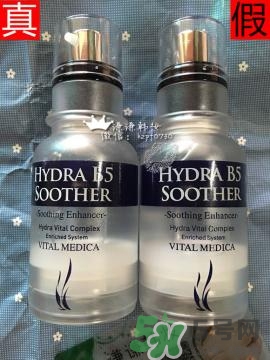 真 假
HYDRA B5
SOOTHER
-Soothing Enhancer-
Hydra Vital Complex
Enriched System
VITAL MEDICA
HYDRA B5
SOOTHER
-Soothing Enhancer-
Hydra Vital Complex
Enriched System
VITAL MEDICA